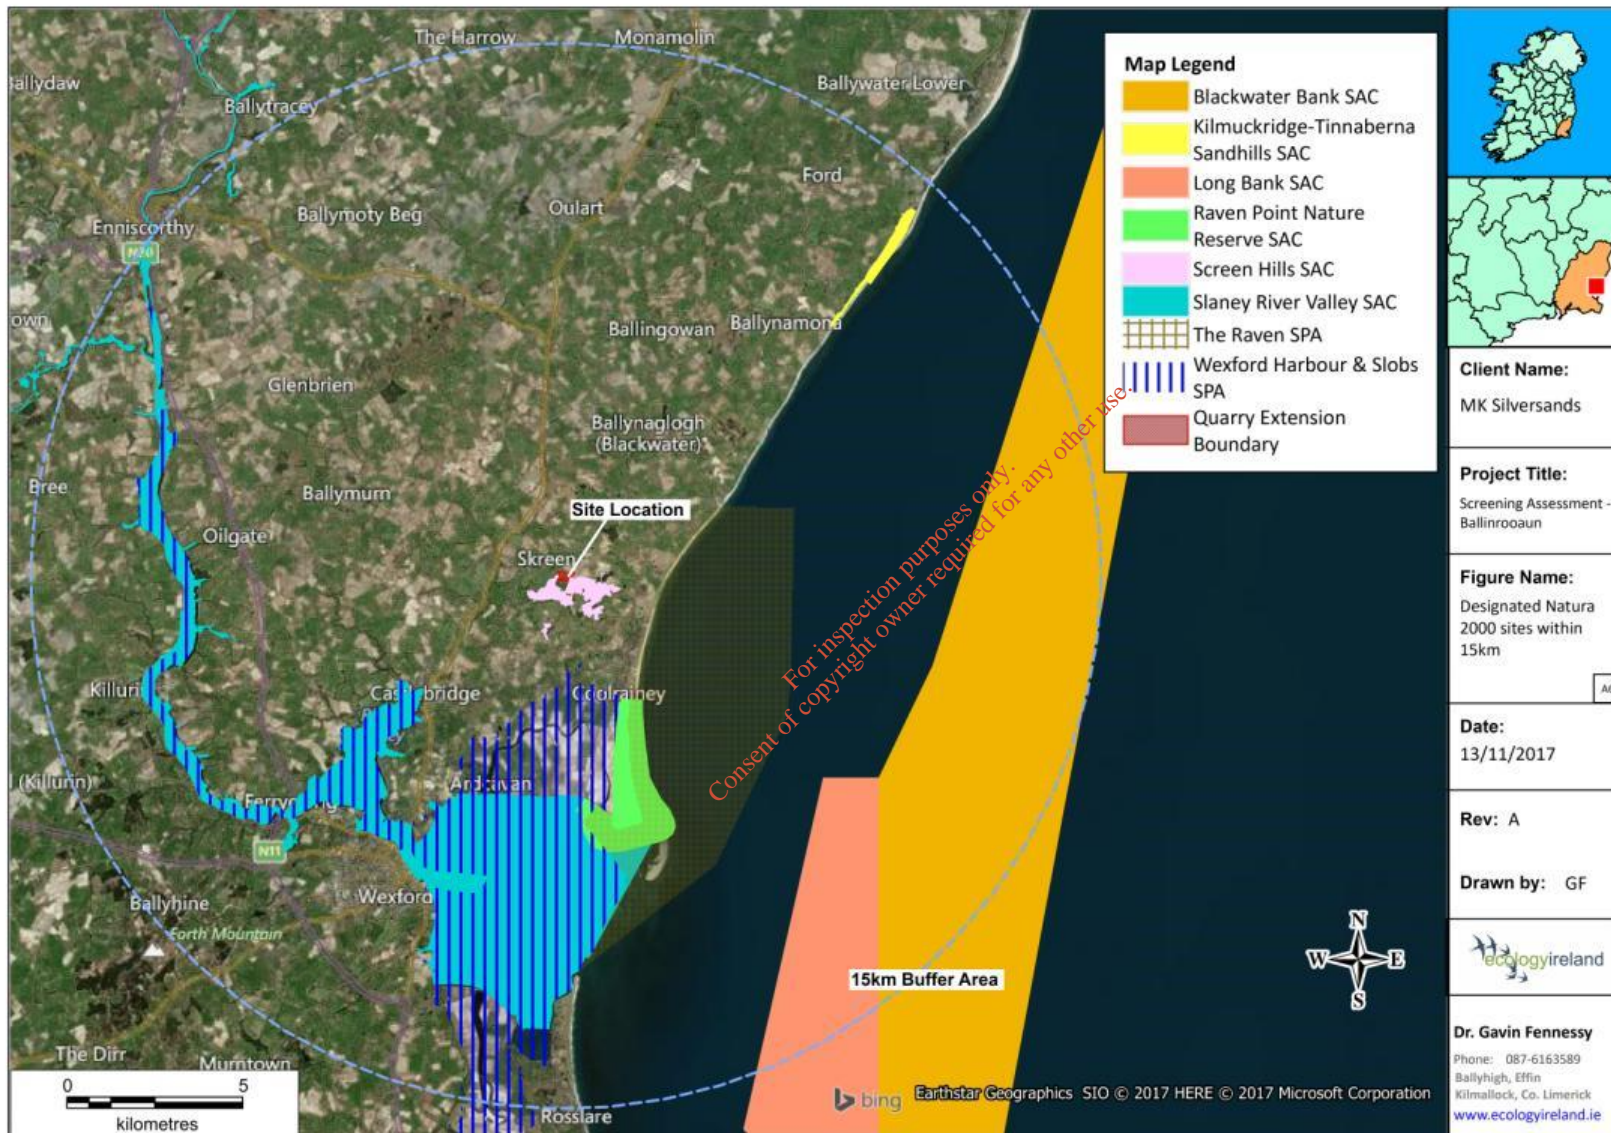 The Harrow
Monamolin
Ballydaw
Ballywater Lower
Ballytracey
Ford
Ballymoty Beg
Oulart
Enniscorthy
N30
own
Ballingowan
Ballynamona
Glenbrien
Ballynaglogh
(Blackwater)
Bree
Ballymurn
Site Location
Oilgate
Skreen
Castlebridge
Coolrainey
l (Killurin)
Ardcavan
N11
Wexford
Ballyhine
Forth Mountain
15km Buffer Area
The Dirr
Murntown
Rosslare
0 5
kilometres
For inspection purposes only.
Consent of copyright owner required for any other use.
bing
Earthstar Geographics SIO © 2017 HERE © 2017 Microsoft Corporation
N
W E
S
Map Legend
Blackwater Bank SAC
Kilmuckridge-Tinnaberna
Sandhills SAC
Long Bank SAC
Raven Point Nature
Reserve SAC
Screen Hills SAC
Slaney River Valley SAC
The Raven SPA
Wexford Harbour & Slobs
SPA
Quarry Extension
Boundary
Client Name:
MK Silversands
Project Title:
Screening Assessment -
Ballinrooaun
Figure Name:
Designated Natura
2000 sites within
15km
Date:
13/11/2017
Rev: A
Drawn by: GF
ecologyireland
Dr. Gavin Fennessy
Phone: 087-6163589
Ballyhigh, Effin
Kilmallock, Co. Limerick
www.ecologyireland.ie